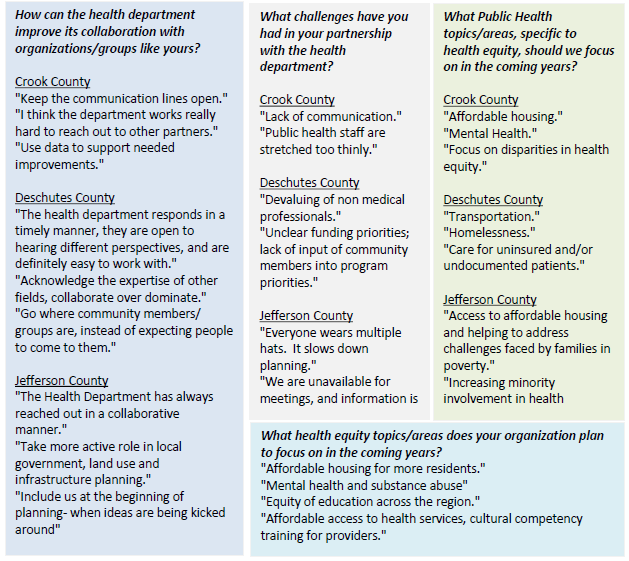 How can the health department
improve its collaboration with
organizations/groups like yours?
Crook County
"Keep the communication lines open."
"I think the department works really
hard to reach out to other partners."
"Use data to support needed
improvements."
Deschutes County
"The health department responds in a
timely manner, they are open to
hearing different perspectives, and are
definitely easy to work with."
"Acknowledge the expertise of other
fields, collaborate over dominate."
"Go where community members/
groups are, instead of expecting people
to come to them."
Jefferson County
"The Health Department has always
reached out in a collaborative
manner."
"Take more active role in local
government, land use and
infrastructure planning."
"Include us at the beginning of
planning- when ideas are being kicked
around"
What challenges have you
had in your partnership
with the health
department?
Crook County
"Lack of communication."
"Public health staff are
stretched too thinly."
Deschutes County
"Devaluing of non medical
professionals."
"Unclear funding priorities;
lack of input of community
members into program
priorities."
Jefferson County
"Everyone wears multiple
hats.  It slows down
planning."
"We are unavailable for
meetings, and information is
What Public Health
topics/areas, specific to
health equity, should we focus
on in the coming years?
Crook County
"Affordable housing."
"Mental Health."
"Focus on disparities in health
equity."
Deschutes County
"Transportation."
"Homelessness."
"Care for uninsured and/or
undocumented patients."
Jefferson County
"Access to affordable housing
and helping to address
challenges faced by families in
poverty."
"Increasing minority
involvement in health
What health equity topics/areas does your organization plan
to focus on in the coming years?
"Affordable housing for more residents."
"Mental health and substance abuse"
"Equity of education across the region."
"Affordable access to health services, cultural competency
training for providers."